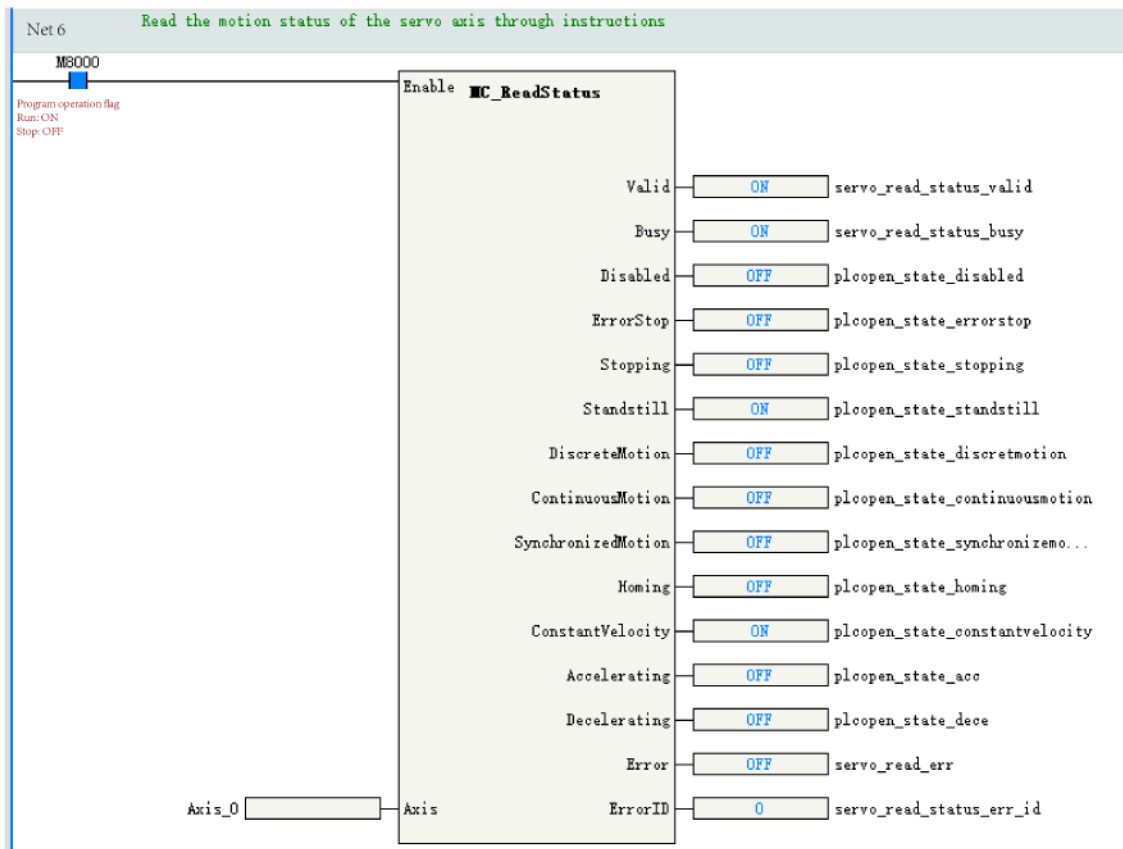 Net 6
Read the motion status of the servo axis through instructions
M8000
Program operation flag
Run: ON
Stop: OFF
Enable MC_ReadStatus
Valid ON servo_read_status_valid
Busy ON servo_read_status_busy
Disabled OFF plcopen_state_disabled
ErrorStop OFF plcopen_state_errorstop
Stopping OFF plcopen_state_stopping
Standstill ON plcopen_state_standstill
DiscreteMotion OFF plcopen_state_discretmotion
ContinuousMotion OFF plcopen_state_continuousmotion
SynchronizedMotion OFF plcopen_state_synchronizemo...
Homing OFF plcopen_state_homing
ConstantVelocity ON plcopen_state_constantvelocity
Accelerating OFF plcopen_state_acc
Decelerating OFF plcopen_state_dece
Error OFF servo_read_err
Axis_0 Axis ErrorID 0 servo_read_status_err_id